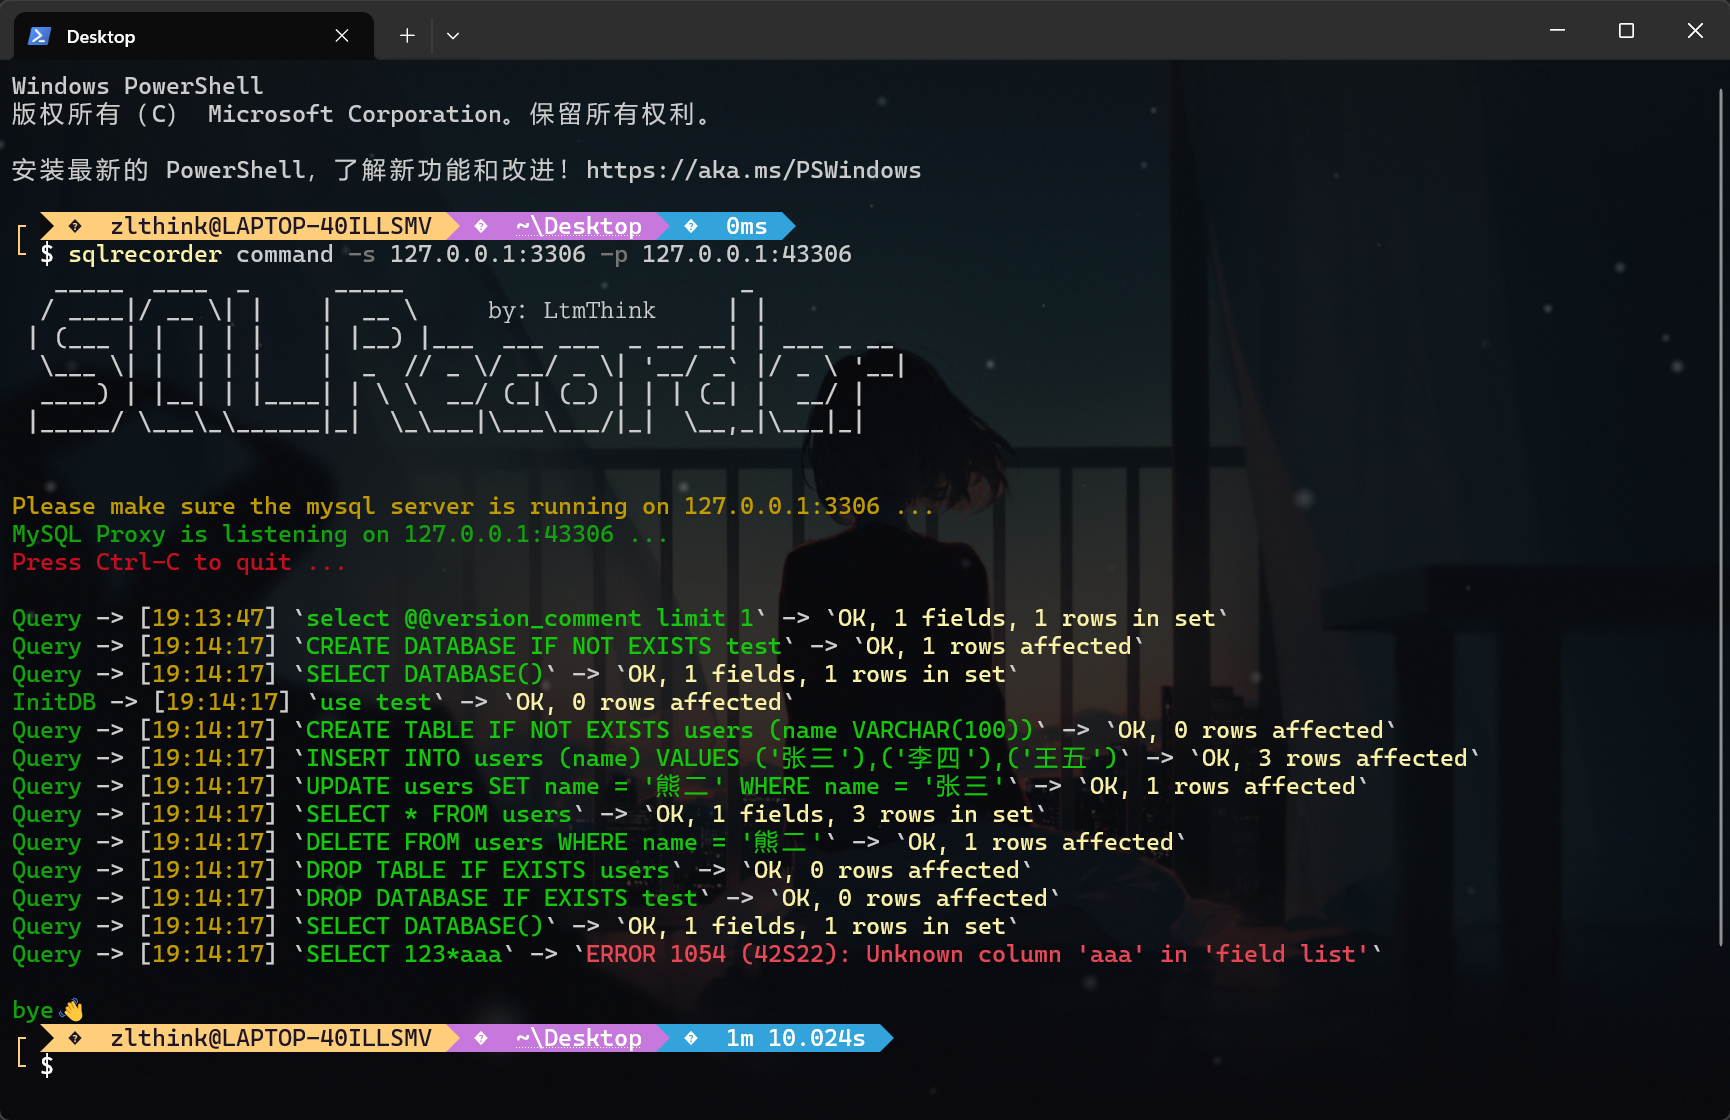 Desktop
Windows PowerShell
版权所有 (C)  Microsoft Corporation。保留所有权利。
安装最新的 PowerShell，了解新功能和改进！https://aka.ms/PSWindows
zlthink@LAPTOP-40ILLSMV ~\Desktop 0ms
$ sqlrecorder command -s 127.0.0.1:3306 -p 127.0.0.1:43306
SQLRecorder
by: LtmThink
Please make sure the mysql server is running on 127.0.0.1:3306 ...
MySQL Proxy is listening on 127.0.0.1:43306 ...
Press Ctrl-C to quit ...
Query -> [19:13:47] `select @@version_comment limit 1` -> `OK, 1 fields, 1 rows in set`
Query -> [19:14:17] `CREATE DATABASE IF NOT EXISTS test` -> `OK, 1 rows affected`
Query -> [19:14:17] `SELECT DATABASE()` -> `OK, 1 fields, 1 rows in set`
InitDB -> [19:14:17] `use test` -> `OK, 0 rows affected`
Query -> [19:14:17] `CREATE TABLE IF NOT EXISTS users (name VARCHAR(100))` -> `OK, 0 rows affected`
Query -> [19:14:17] `INSERT INTO users (name) VALUES ('张三'),('李四'),('王五')` -> `OK, 3 rows affected`
Query -> [19:14:17] `UPDATE users SET name = '熊二' WHERE name = '张三'` -> `OK, 1 rows affected`
Query -> [19:14:17] `SELECT * FROM users` -> `OK, 1 fields, 3 rows in set`
Query -> [19:14:17] `DELETE FROM users WHERE name = '熊二'` -> `OK, 1 rows affected`
Query -> [19:14:17] `DROP TABLE IF EXISTS users` -> `OK, 0 rows affected`
Query -> [19:14:17] `DROP DATABASE IF EXISTS test` -> `OK, 0 rows affected`
Query -> [19:14:17] `SELECT DATABASE()` -> `OK, 1 fields, 1 rows in set`
Query -> [19:14:17] `SELECT 123*aaa` -> `ERROR 1054 (42S22): Unknown column 'aaa' in 'field list'`
bye👋
zlthink@LAPTOP-40ILLSMV ~\Desktop 1m 10.024s
$